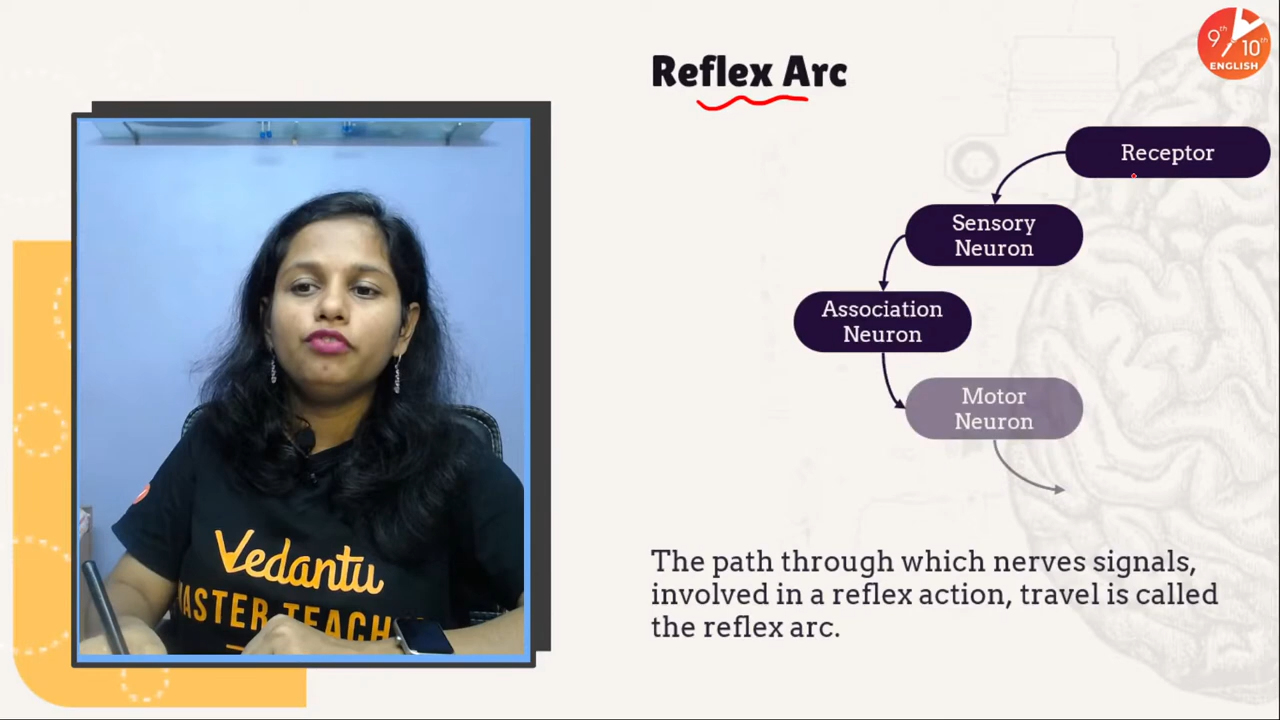 Reflex Arc
9th 10th
ENGLISH
Receptor
Sensory
Neuron
Association
Neuron
Motor
Neuron
The path through which nerves signals,
involved in a reflex action, travel is called
the reflex arc.
Vedantu
MASTER TEACH